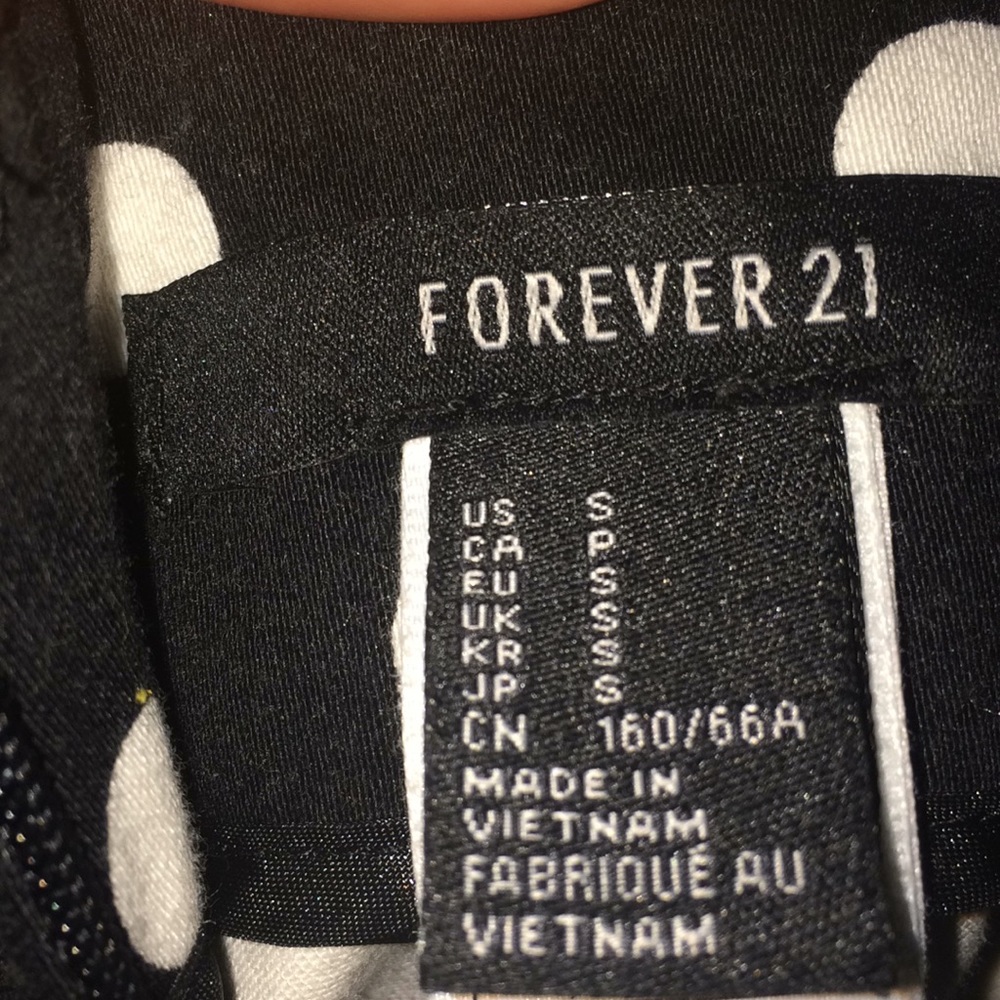 FOREVER 21
US S
CA P
EU S
UK S
KR S
JP S
CN 160/66A
MADE IN
VIETNAM
FABRIQUÉ AU
VIETNAM